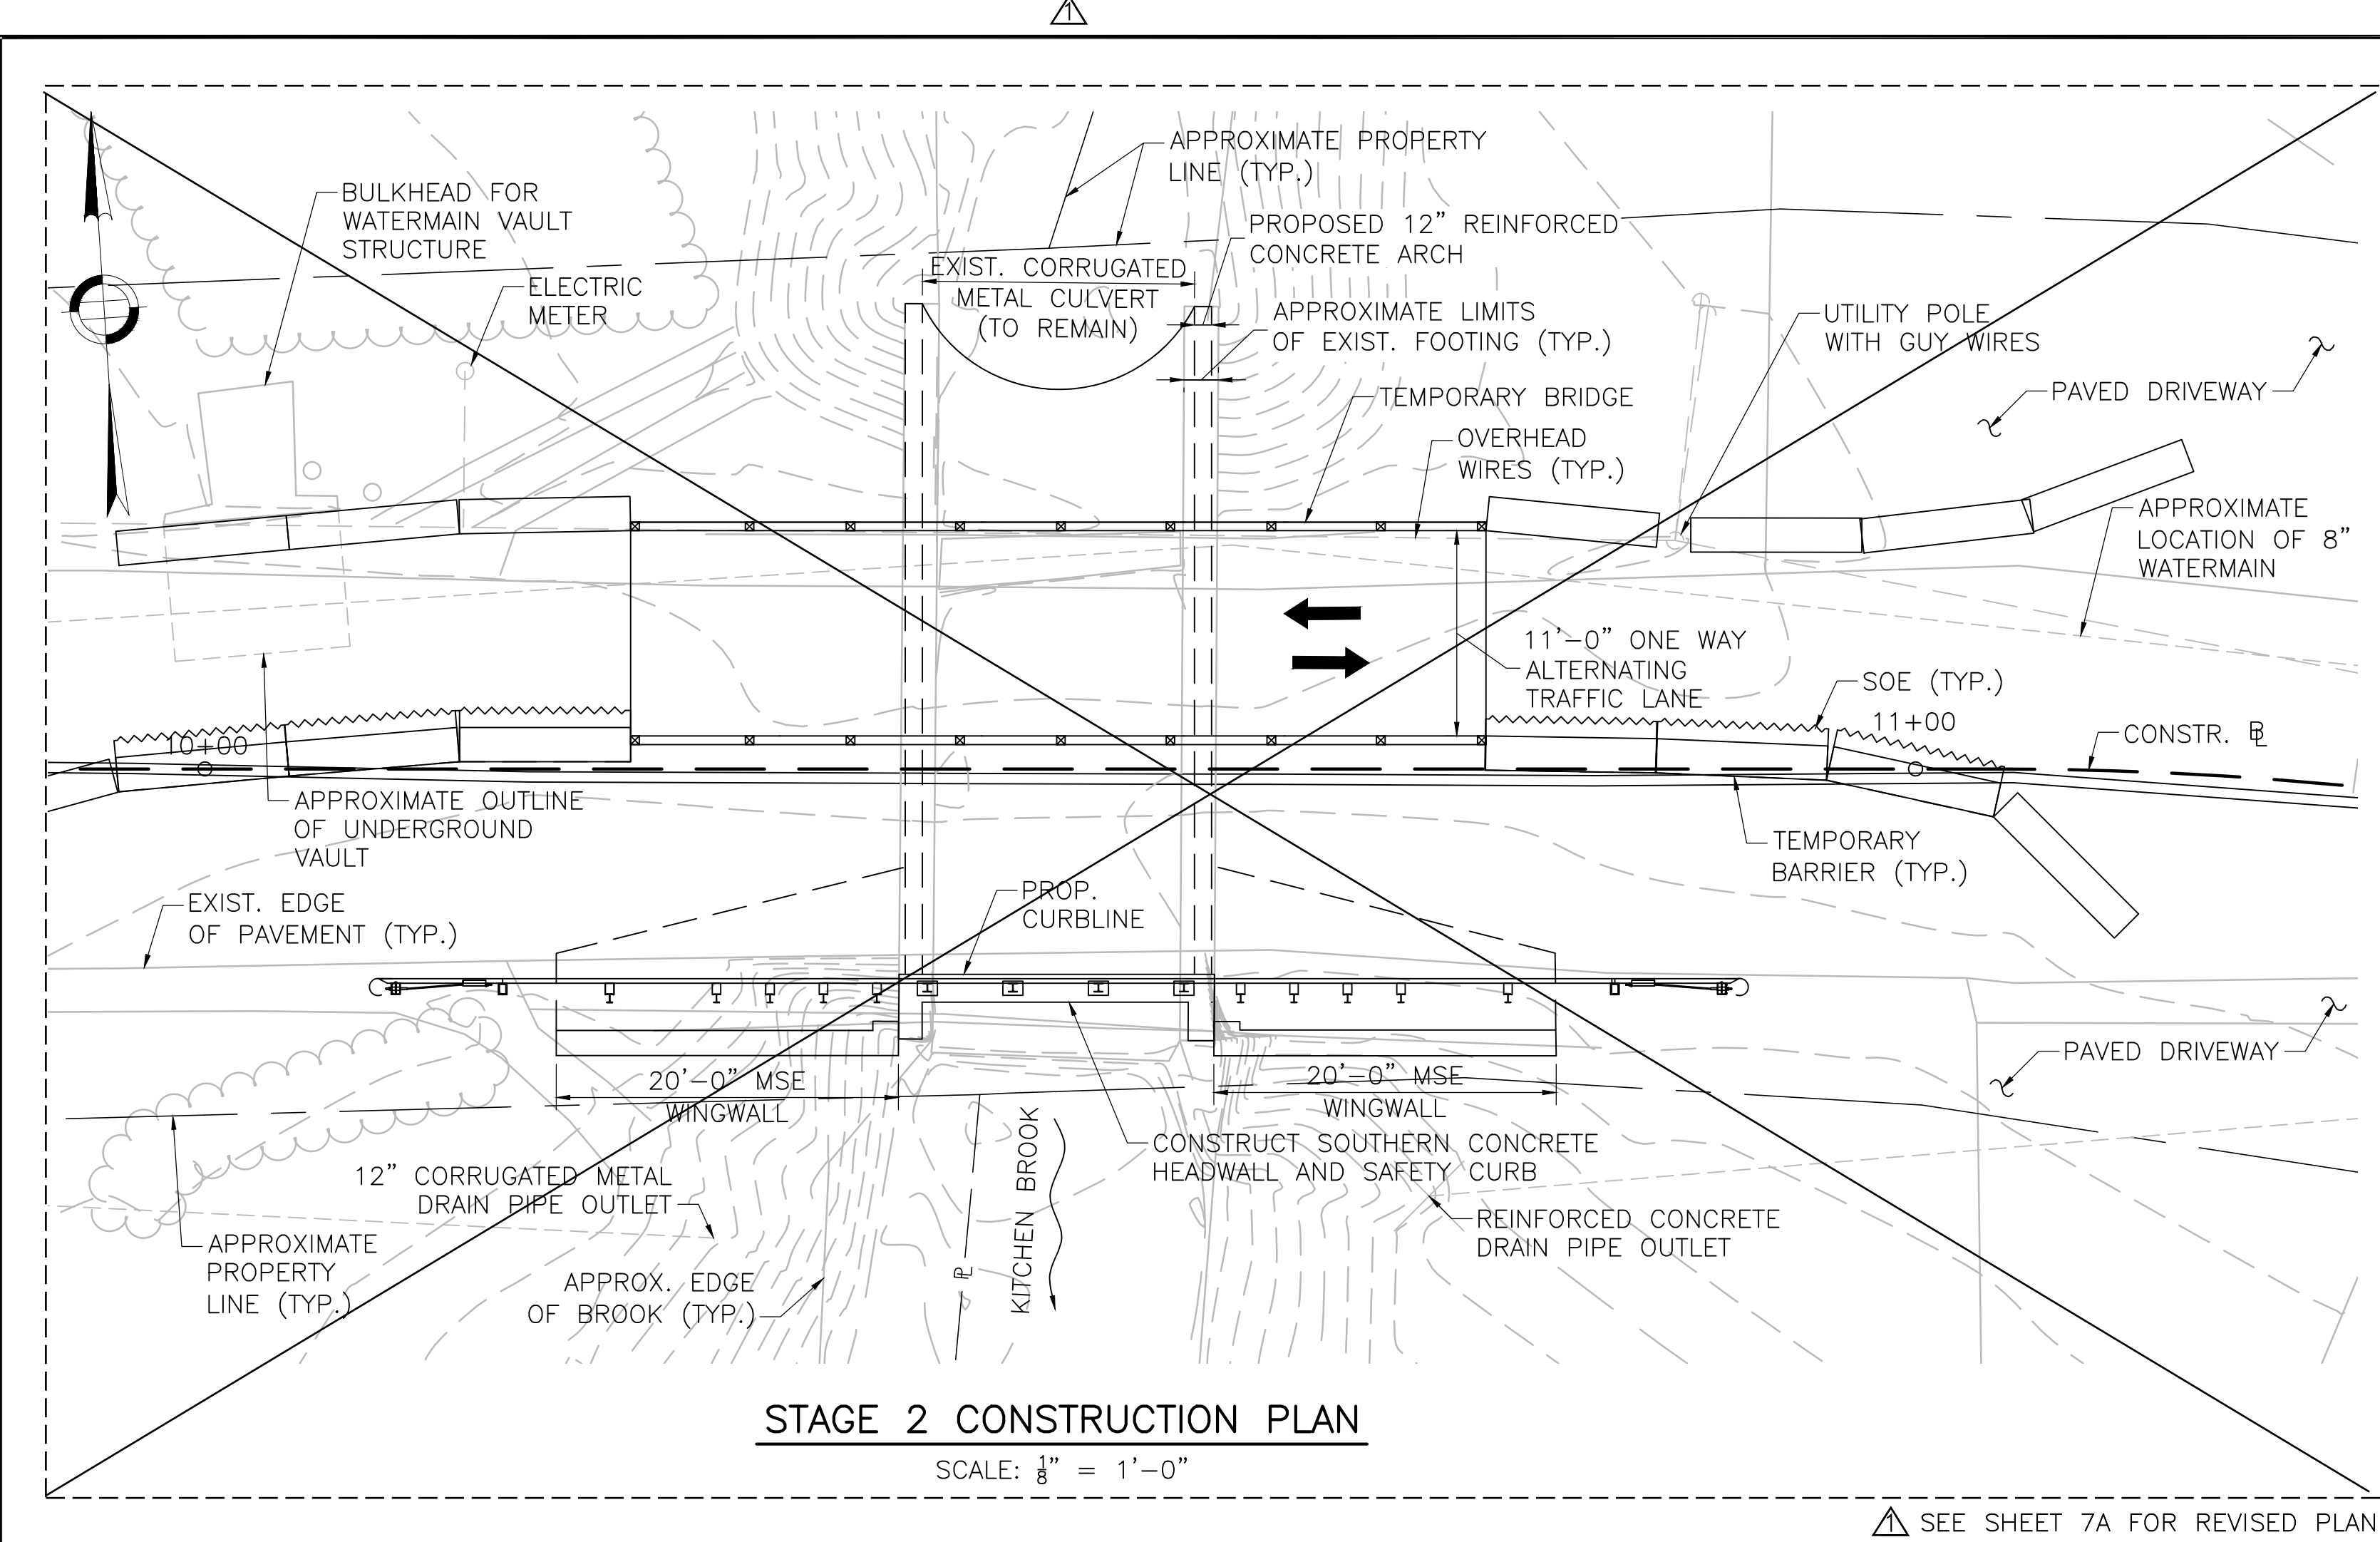 1
APPROXIMATE PROPERTY
LINE (TYP.)
BULKHEAD FOR
WATERMAIN VAULT
STRUCTURE
PROPOSED 12” REINFORCED
CONCRETE ARCH
EXIST. CORRUGATED
METAL CULVERT
(TO REMAIN)
ELECTRIC
METER
APPROXIMATE LIMITS
OF EXIST. FOOTING (TYP.)
UTILITY POLE
WITH GUY WIRES
PAVED DRIVEWAY
TEMPORARY BRIDGE
OVERHEAD
WIRES (TYP.)
APPROXIMATE
LOCATION OF 8”
WATERMAIN
11’-0” ONE WAY
ALTERNATING
TRAFFIC LANE
SOE (TYP.)
11+00
CONSTR. BL
10+00
APPROXIMATE OUTLINE
OF UNDERGROUND
VAULT
TEMPORARY
BARRIER (TYP.)
EXIST. EDGE
OF PAVEMENT (TYP.)
PROP.
CURBLINE
PAVED DRIVEWAY
20’-0” MSE
WINGWALL
20’-0” MSE
WINGWALL
CONSTRUCT SOUTHERN CONCRETE
HEADWALL AND SAFETY CURB
12” CORRUGATED METAL
DRAIN PIPE OUTLET
KITCHEN BROOK
REINFORCED CONCRETE
DRAIN PIPE OUTLET
APPROXIMATE
PROPERTY
LINE (TYP.)
APPROX. EDGE
OF BROOK (TYP.)
PL
STAGE 2 CONSTRUCTION PLAN
SCALE: 1/8” = 1’-0”
1 SEE SHEET 7A FOR REVISED PLAN